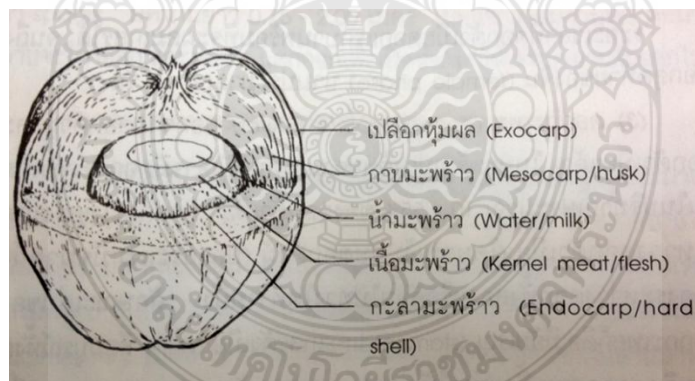 เปลือกหุ้มผล (Exocarp)
กาบมะพร้าว (Mesocarp/husk)
น้ำมะพร้าว (Water/milk)
เนื้อมะพร้าว (Kernel meat/flesh)
กะลามะพร้าว (Endocarp/hard
shell)